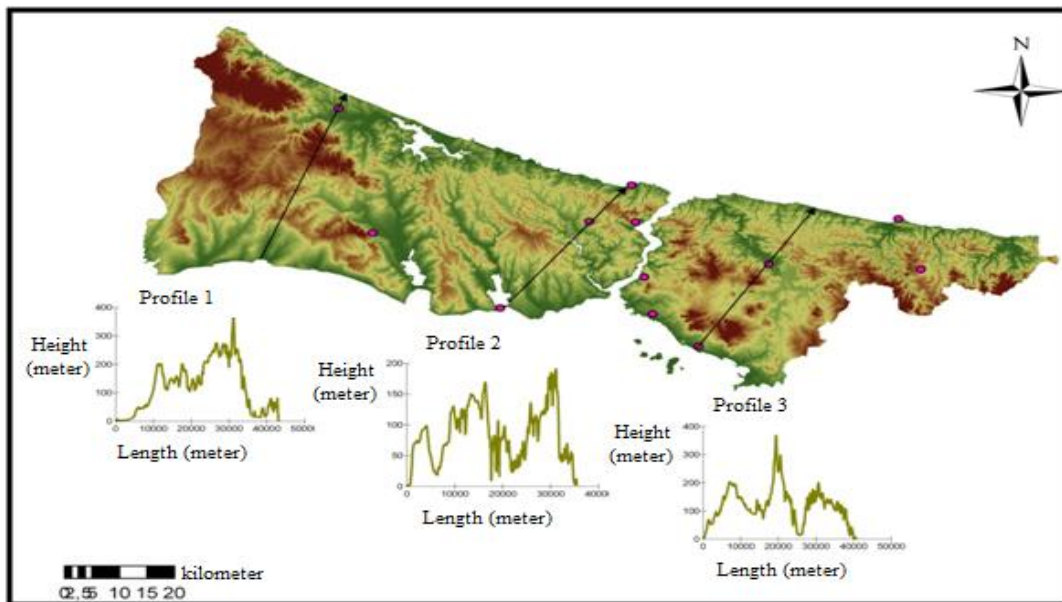 N
Profile 1
400
Height
(meter)
300
200
100
0
0 10000 20000 30000 40000 5000
Length (meter)
Profile 2
Height
(meter)
200
150
100
50
0
0 10000 20000 30000 4000
Length (meter)
Profile 3
Height
(meter)
400
300
200
100
0
0 10000 20000 30000 40000 50000
Length (meter)
kilometer
0 2,5 5 10 15 20